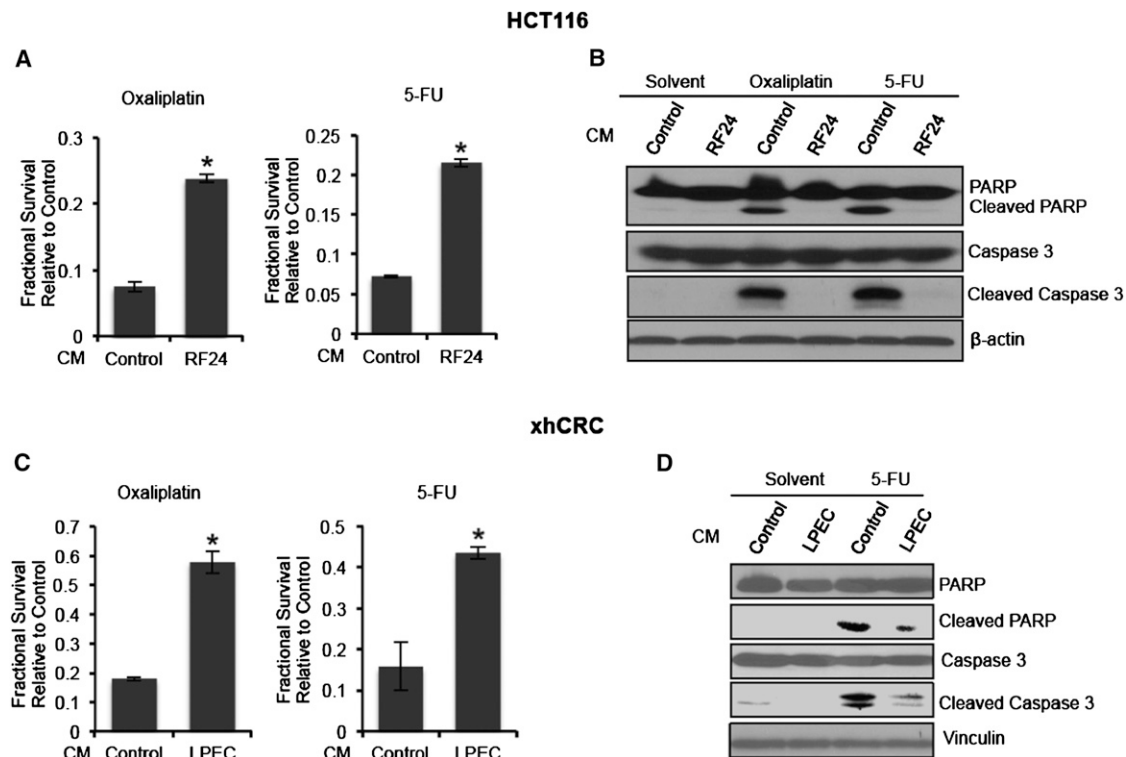 HCT116
A
Oxaliplatin
Fractional Survival
Relative to Control
0.3
0.2
0.1
0
*
CM Control RF24
5-FU
Fractional Survival
Relative to Control
0.25
0.2
0.15
0.1
0.05
0
*
CM Control RF24
B
Solvent Oxaliplatin 5-FU
CM Control RF24 Control RF24 Control RF24
PARP
Cleaved PARP
Caspase 3
Cleaved Caspase 3
β-actin
xhCRC
C
Oxaliplatin
Fractional Survival
Relative to Control
0.7
0.6
0.5
0.4
0.3
0.2
0.1
0
*
CM Control LPEC
5-FU
Fractional Survival
Relative to Control
0.5
0.4
0.3
0.2
0.1
0
*
CM Control LPEC
D
Solvent 5-FU
CM Control LPEC Control LPEC
PARP
Cleaved PARP
Caspase 3
Cleaved Caspase 3
Vinculin